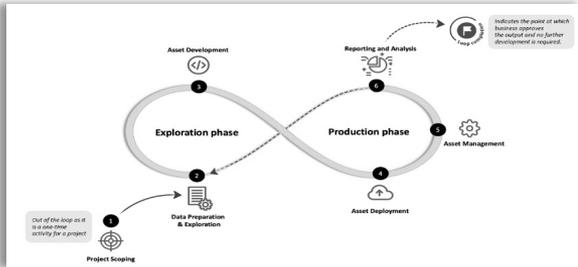 Indicates the point at which
business approves
the output and no further
development is required.
Loop complete
Asset Development
Reporting and Analysis
3
6
Exploration phase
Production phase
5
Asset Management
2
4
Data Preparation
& Exploration
Asset Deployment
1
Out of the loop as it
is a one-time
activity for a project
Project Scoping